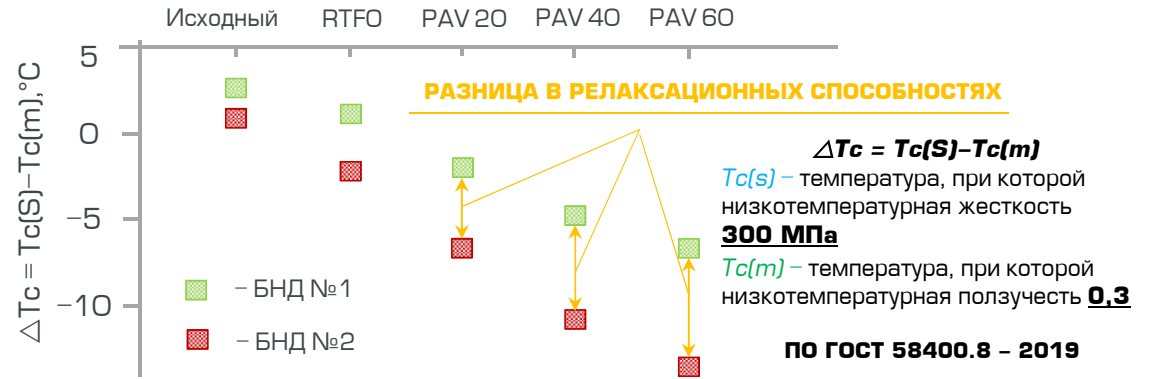 Исходный RTFO PAV 20 PAV 40 PAV 60
△Tc = Tc(S)–Tc(m),°C
5
0
–5
–10
РАЗНИЦА В РЕЛАКСАЦИОННЫХ СПОСОБНОСТЯХ
△Tc = Tc(S)–Tc(m)
Tc(s) – температура, при которой
низкотемпературная жесткость
300 МПа
Tc(m) – температура, при которой
низкотемпературная ползучесть 0,3
ПО ГОСТ 58400.8 – 2019
– БНД №1
– БНД №2